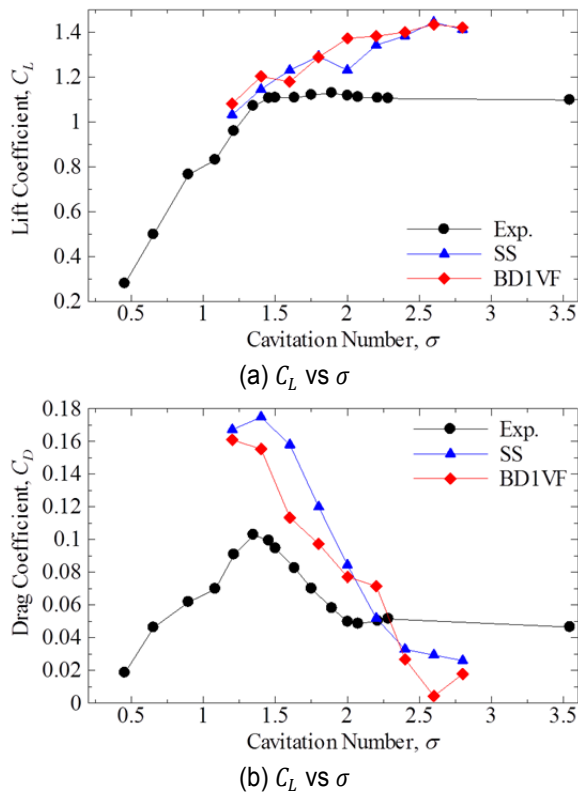 1.4
1.2
1
0.8
0.6
0.4
0.2
Lift Coefficient, C_L
Exp.
SS
BD1VF
0.5 1 1.5 2 2.5 3 3.5
Cavitation Number, σ
(a) C_L vs σ
0.18
0.16
0.14
0.12
0.1
0.08
0.06
0.04
0.02
0
Drag Coefficient, C_D
Exp.
SS
BD1VF
0.5 1 1.5 2 2.5 3 3.5
Cavitation Number, σ
(b) C_L vs σ